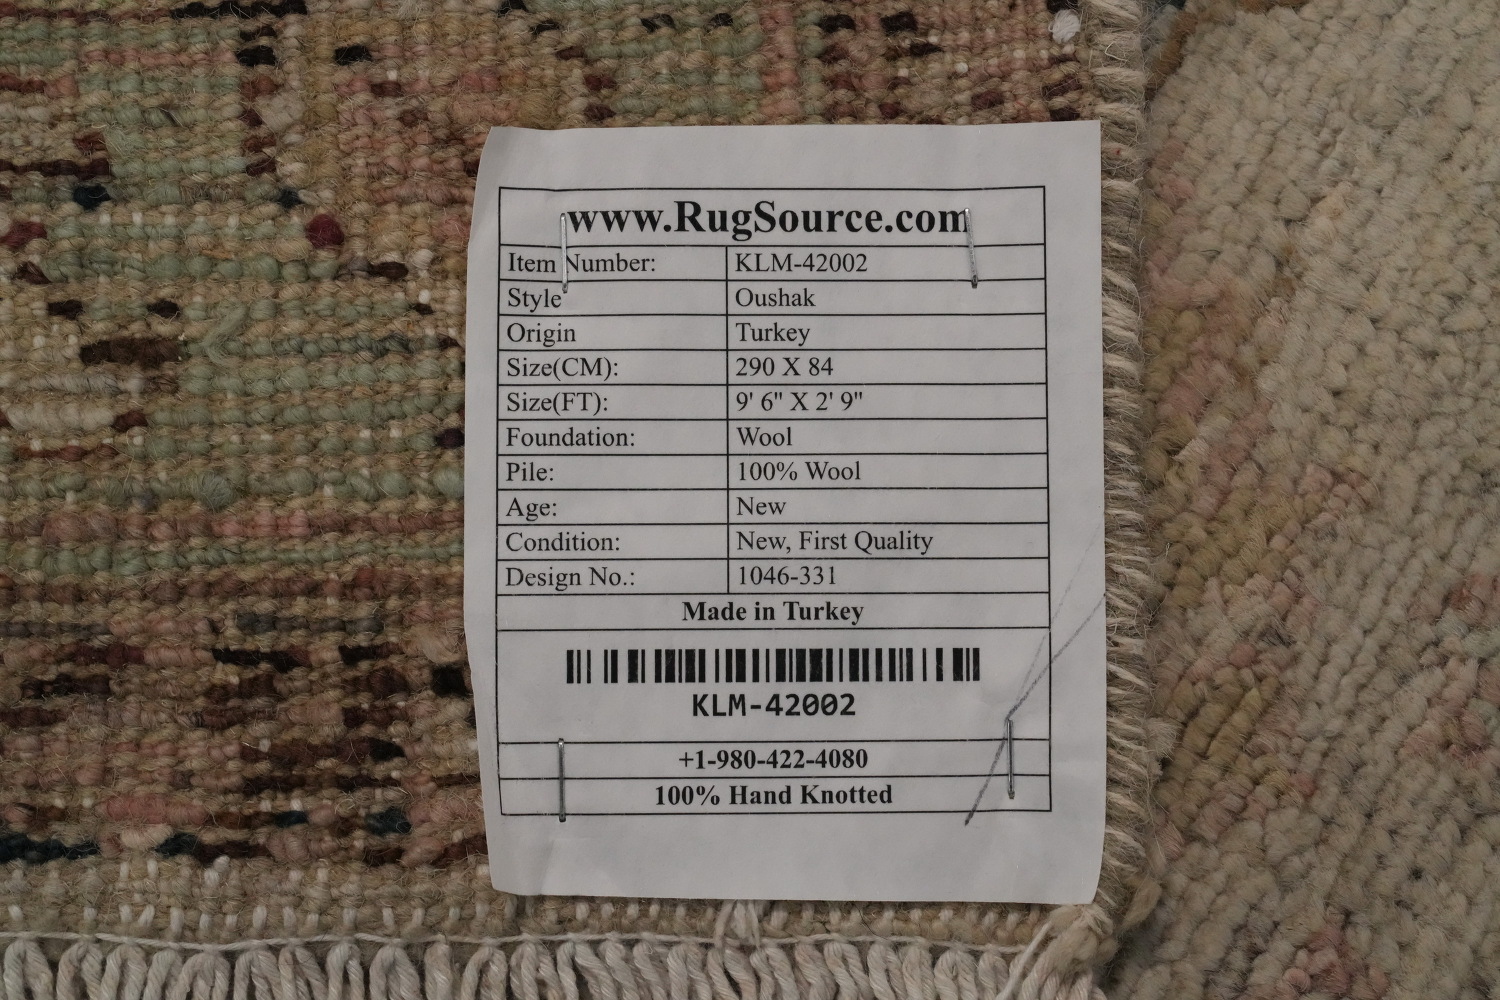 www.RugSource.com
Item Number: KLM-42002
Style Oushak
Origin Turkey
Size(CM): 290 X 84
Size(FT): 9' 6" X 2' 9"
Foundation: Wool
Pile: 100% Wool
Age: New
Condition: New, First Quality
Design No.: 1046-331
Made in Turkey
KLM-42002
+1-980-422-4080
100% Hand Knotted